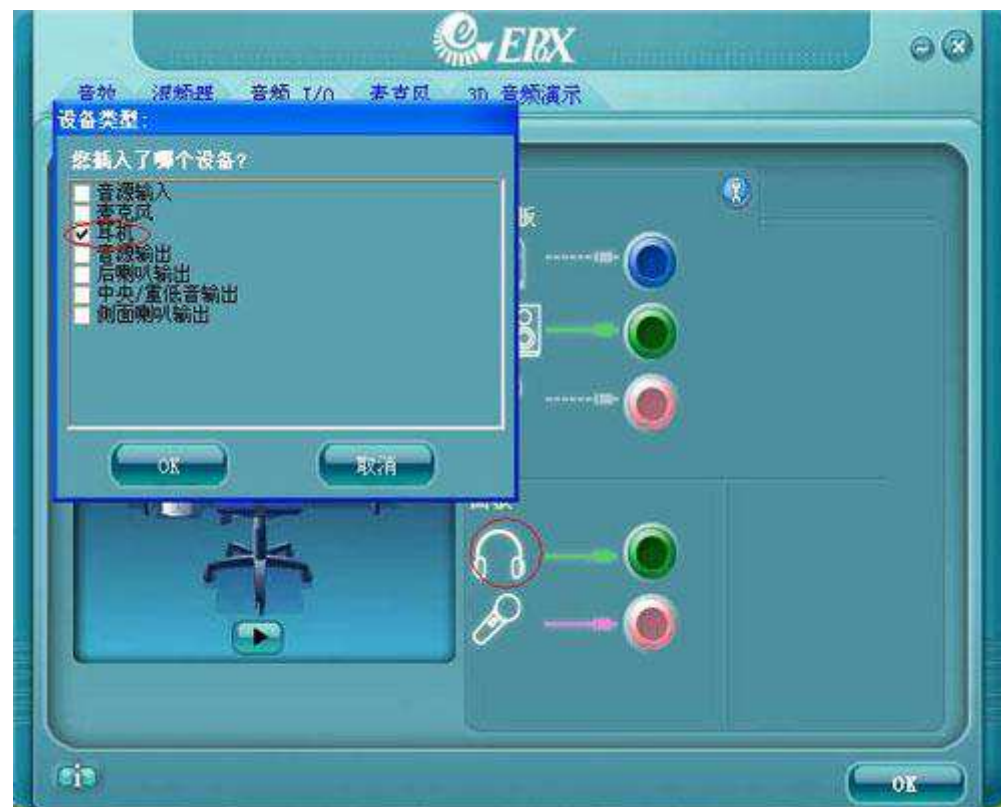 ERX
音效 混频器 音频 I/O 麦克风 3D 音频演示
设备类型:
您插入了哪个设备?
音源输入
麦克风
耳机
音源输出
后喇叭输出
中央/重低音输出
侧面喇叭输出
OK 取消
板
OK